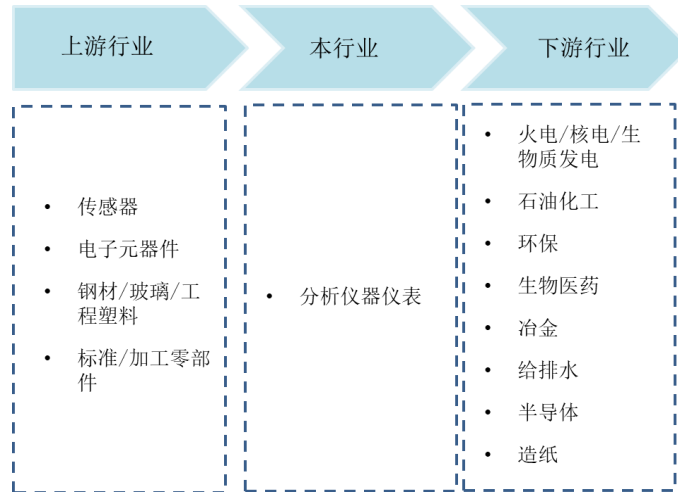 上游行业
本行业
下游行业
• 传感器
• 电子元器件
• 钢材/玻璃/工
程塑料
• 标准/加工零部
件
• 分析仪器仪表
• 火电/核电/生
物质发电
• 石油化工
• 环保
• 生物医药
• 冶金
• 给排水
• 半导体
• 造纸